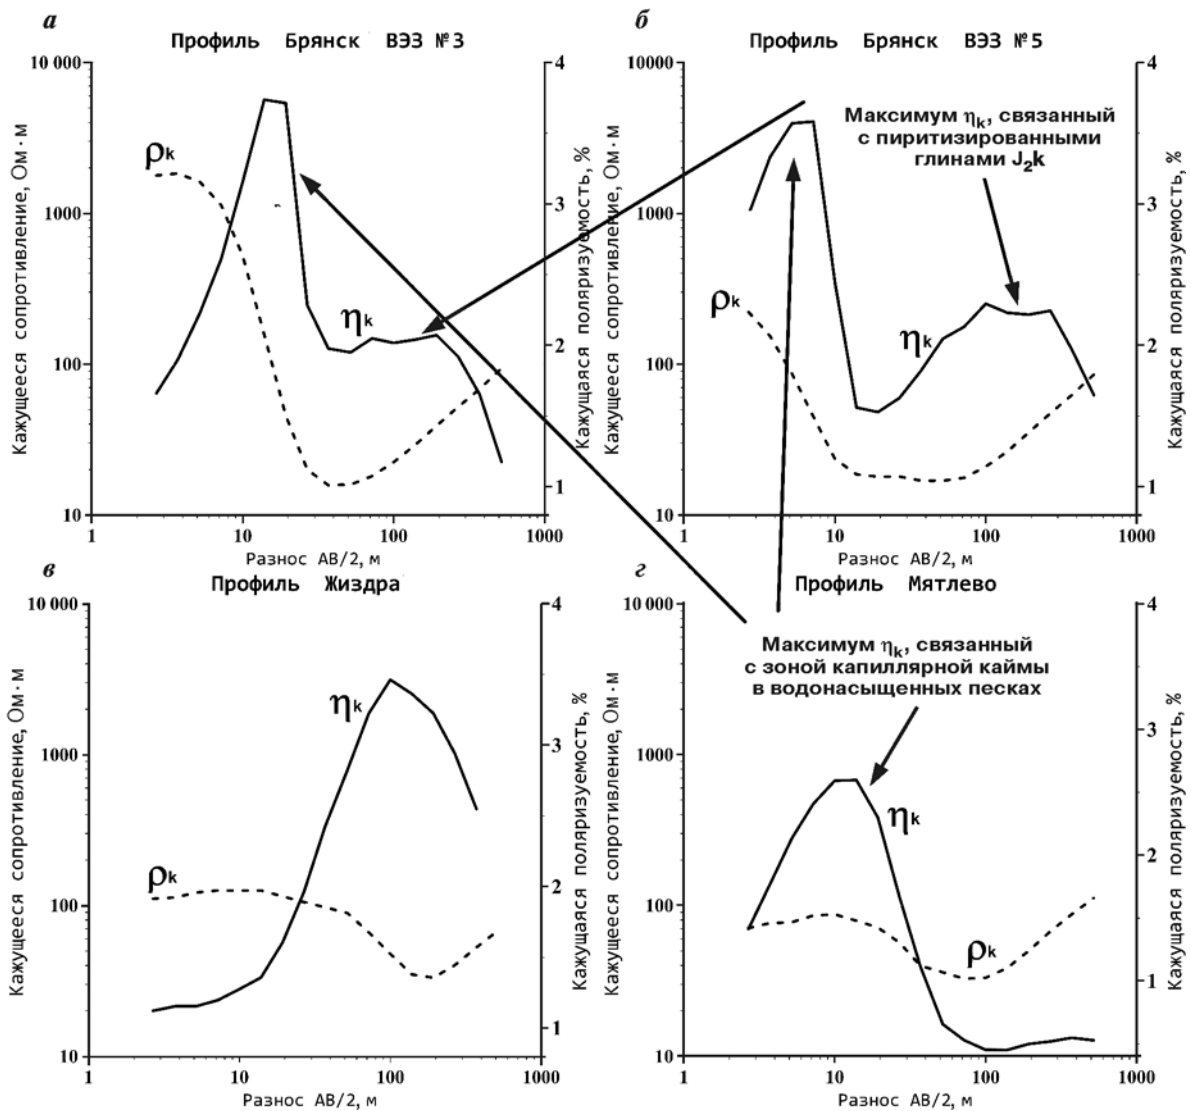 а
Профиль Брянск ВЭЗ №3
10 000
1000
100
10
Кажущееся сопротивление, Ом·м
4
3
2
1
Кажущаяся поляризуемость, %
ρk
ηk
1
10
100
1000
Разнос АВ/2, м
б
Профиль Брянск ВЭЗ №5
10 000
1000
100
10
Кажущееся сопротивление, Ом·м
4
3
2
1
Кажущаяся поляризуемость, %
Максимум ηk, связанный
с пиритизированными
глинами J2k
ρk
ηk
1
10
100
1000
Разнос АВ/2, м
в
Профиль Жиздра
10 000
1000
100
10
Кажущееся сопротивление, Ом·м
4
3
2
1
Кажущаяся поляризуемость, %
ηk
ρk
1
10
100
1000
Разнос АВ/2, м
г
Профиль Мятлево
10 000
1000
100
10
Кажущееся сопротивление, Ом·м
4
3
2
1
Кажущаяся поляризуемость, %
Максимум ηk, связанный
с зоной капиллярной каймы
в водонасыщенных песках
ηk
ρk
1
10
100
1000
Разнос АВ/2, м